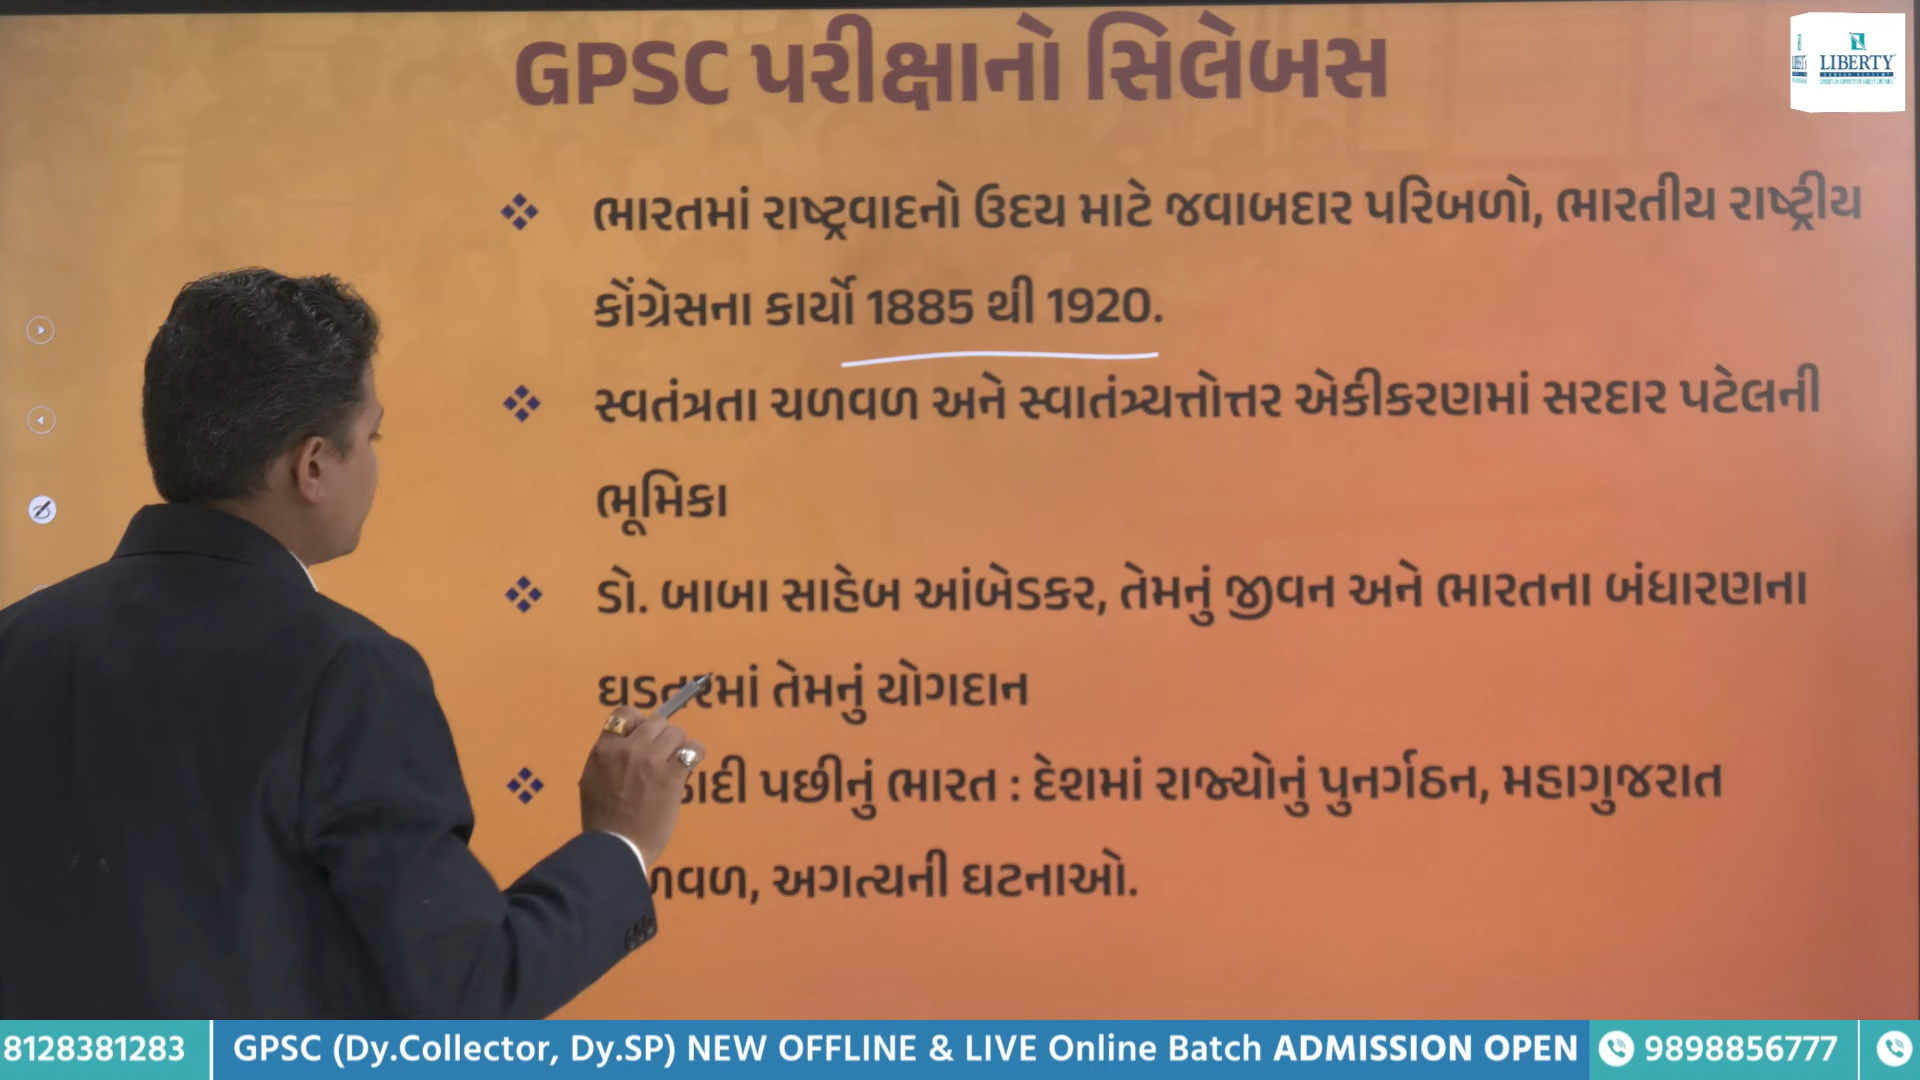 GPSC પરીક્ષાનો સિલેબસ
LIBERTY
ભારતમાં રાષ્ટ્રવાદનો ઉદય માટે જવાબદાર પરિબળો, ભારતીય રાષ્ટ્રીય
કોંગ્રેસના કાર્યો 1885 થી 1920.
સ્વતંત્રતા ચળવળ અને સ્વાતંત્ર્યત્તોત્તર એકીકરણમાં સરદાર પટેલની
ભૂમિકા
ડો. બાબા સાહેબ આંબેડકર, તેમનું જીવન અને ભારતના બંધારણના
ઘડતરમાં તેમનું યોગદાન
પછીનું ભારત : દેશમાં રાજ્યોનું પુનર્ગઠન, મહાગુજરાત
અગત્યની ઘટનાઓ.
8128381283 GPSC (Dy.Collector, Dy.SP) NEW OFFLINE & LIVE Online Batch ADMISSION OPEN 9898856777